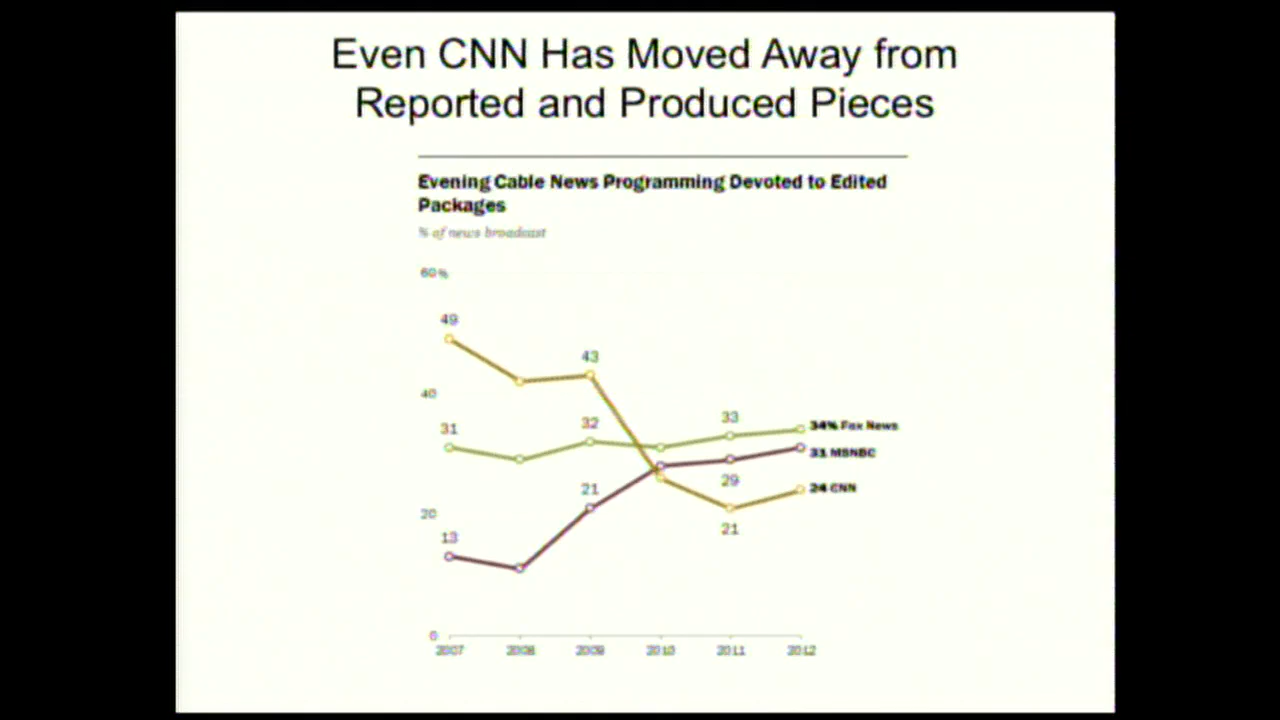 Even CNN Has Moved Away from
Reported and Produced Pieces
Evening Cable News Programming Devoted to Edited
Packages
% of news broadcast
60%
49
43
40
33
31
32
34% Fox News
31 MSNBC
29
21
24 CNN
20
21
13
0
2007 2008 2009 2010 2011 2012